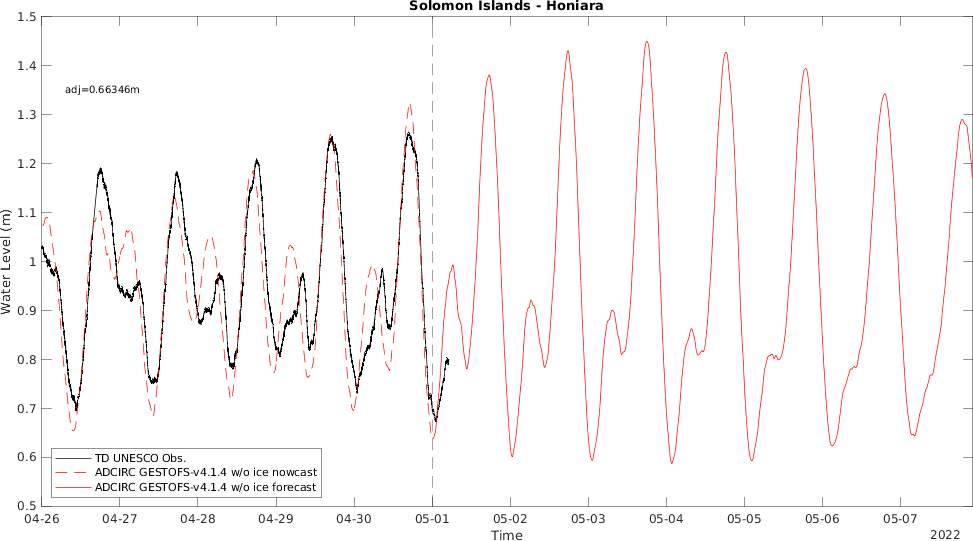 Solomon Islands - Honiara
1.5
1.4
1.3
1.2
1.1
1
0.9
0.8
0.7
0.6
0.5
Water Level (m)
adj=0.66346m
TD UNESCO Obs.
ADCIRC GESTOFS-v4.1.4 w/o ice nowcast
ADCIRC GESTOFS-v4.1.4 w/o ice forecast
04-26 04-27 04-28 04-29 04-30 05-01 05-02 05-03 05-04 05-05 05-06 05-07
Time
2022